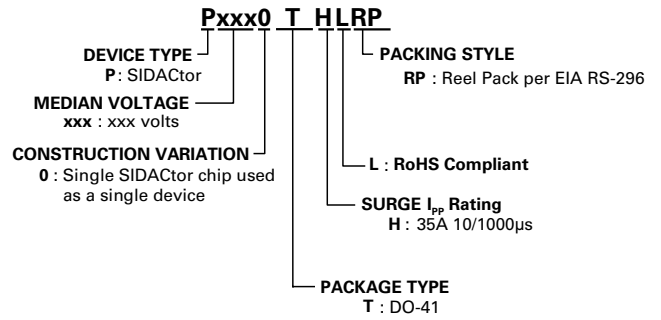 Pxxx0 T HLRP
DEVICE TYPE
P: SIDACtor
MEDIAN VOLTAGE
xxx : xxx volts
CONSTRUCTION VARIATION
0 : Single SIDACtor chip used
as a single device
PACKING STYLE
RP : Reel Pack per EIA RS-296
L : RoHS Compliant
SURGE IPP Rating
H : 35A 10/1000µs
PACKAGE TYPE
T : DO-41